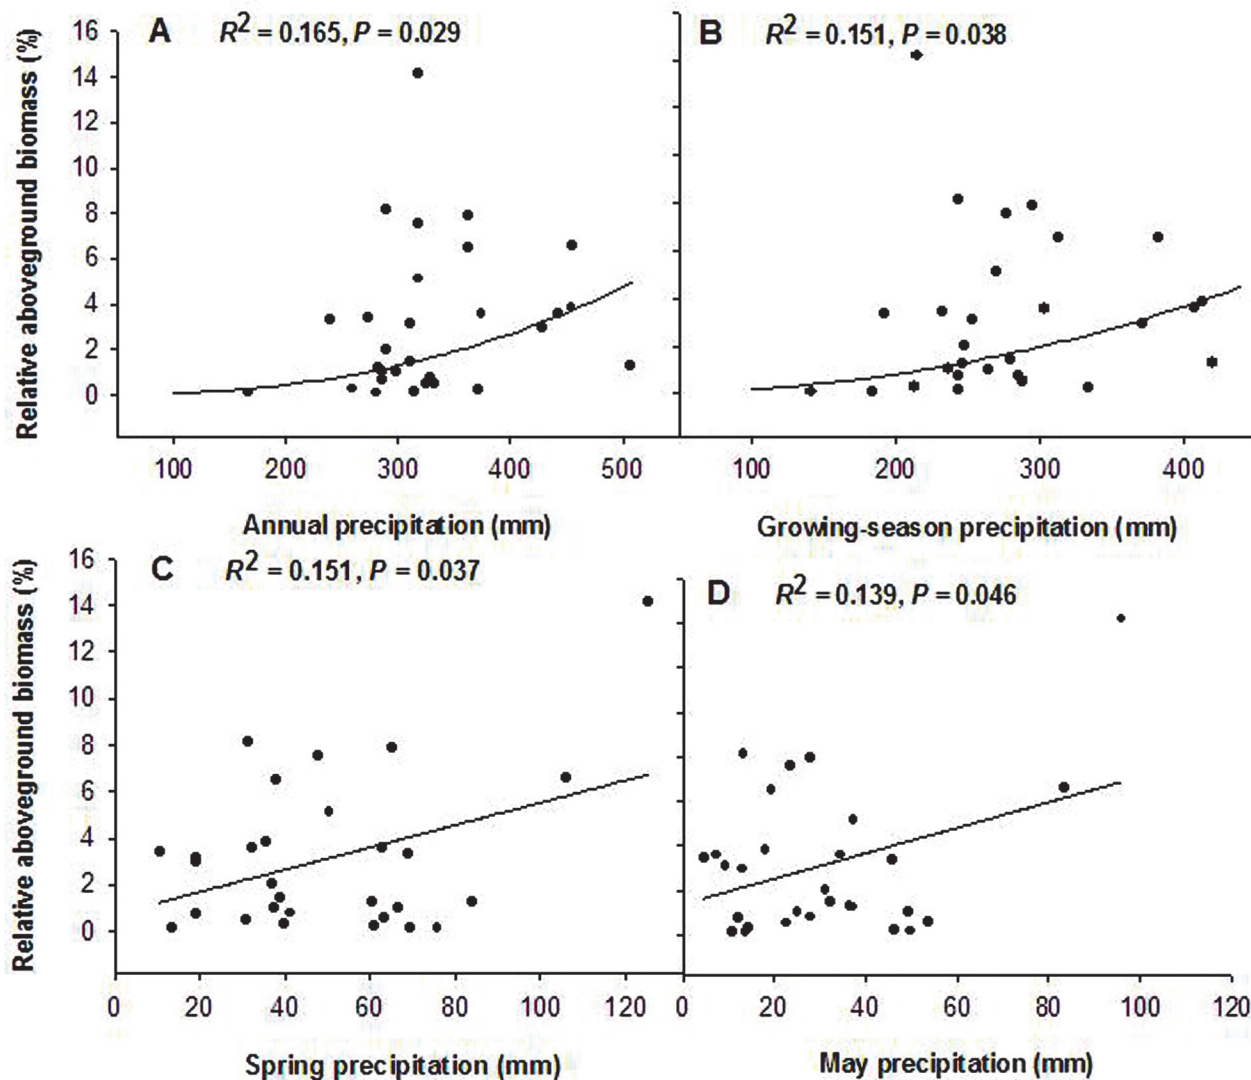 A R2 = 0.165, P = 0.029
B R2 = 0.151, P = 0.038
Relative aboveground biomass (%)
16
14
12
10
8
6
4
2
0
100 200 300 400 500
100 200 300 400
Annual precipitation (mm)
Growing-season precipitation (mm)
C R2 = 0.151, P = 0.037
D R2 = 0.139, P = 0.046
Relative aboveground biomass (%)
16
14
12
10
8
6
4
2
0
0 20 40 60 80 100 120
0 20 40 60 80 100 120
Spring precipitation (mm)
May precipitation (mm)